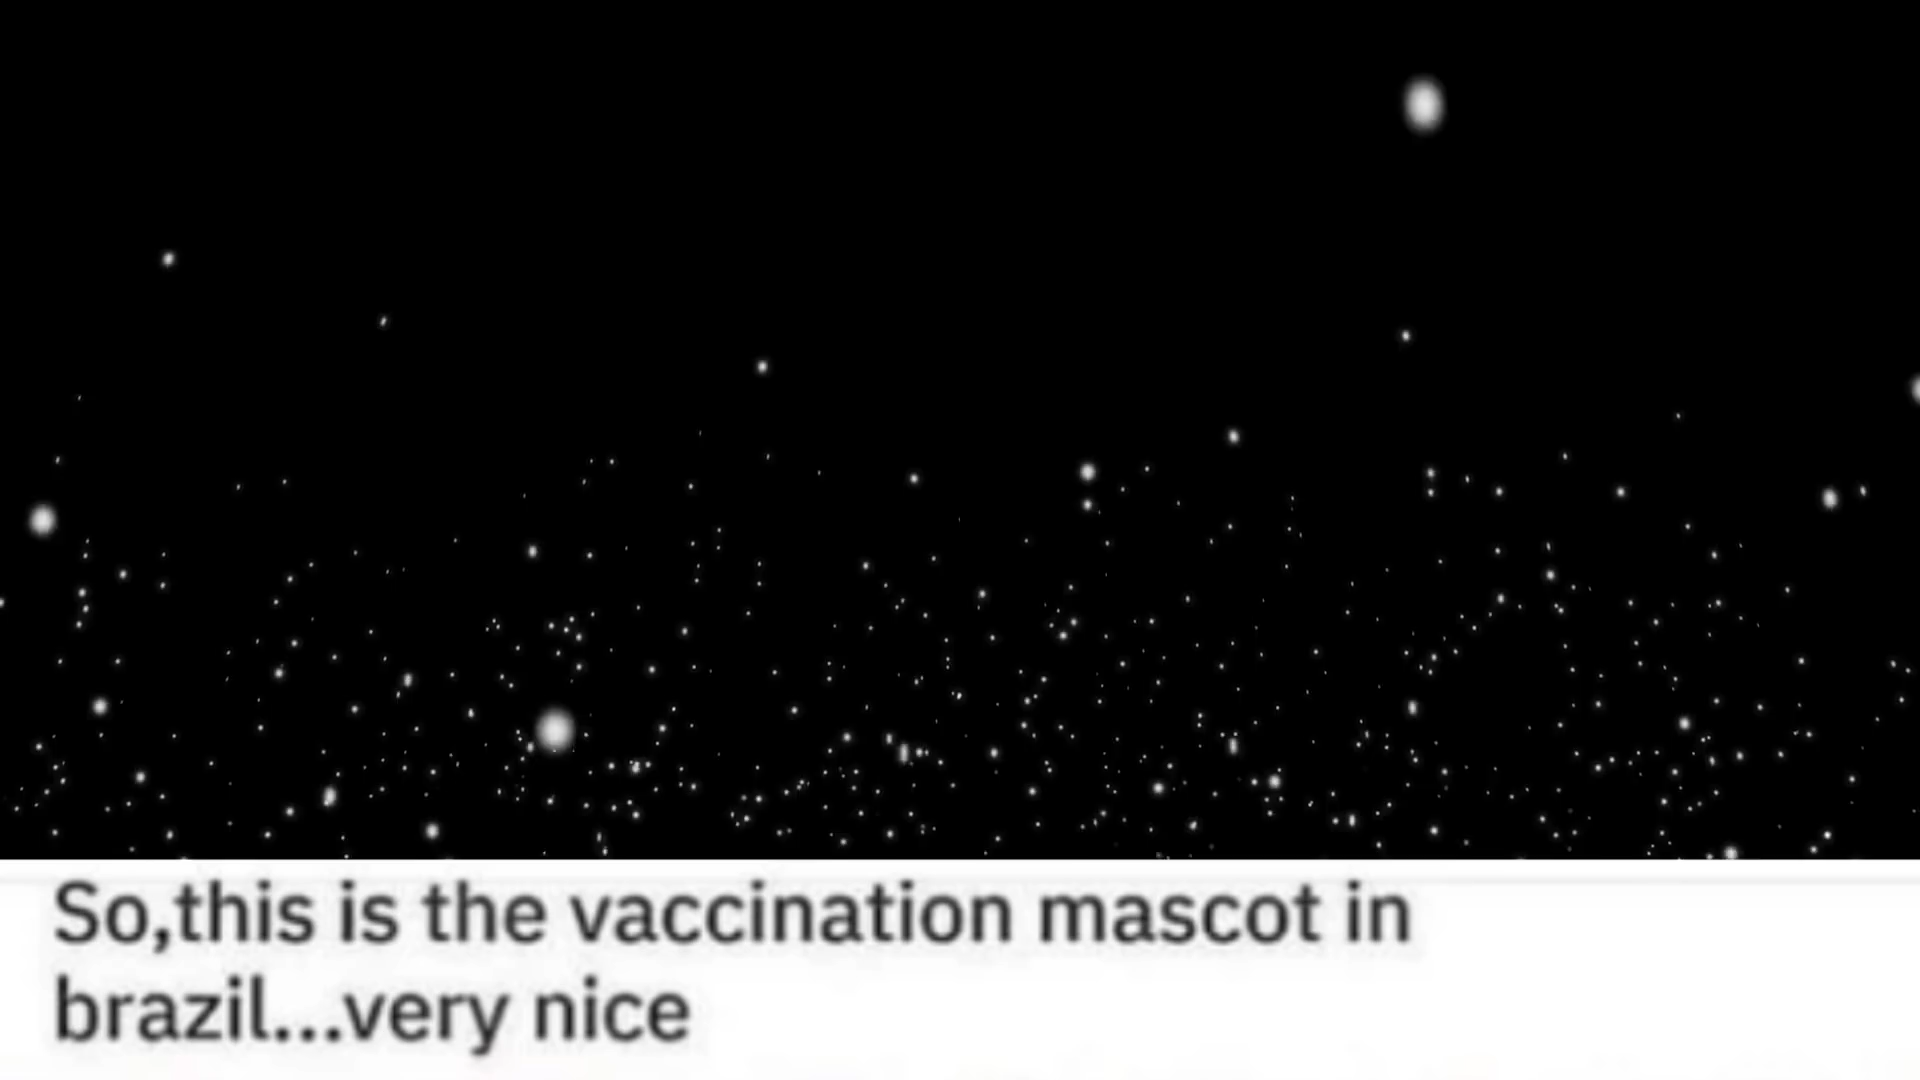 So,this is the vaccination mascot in
brazil...very nice